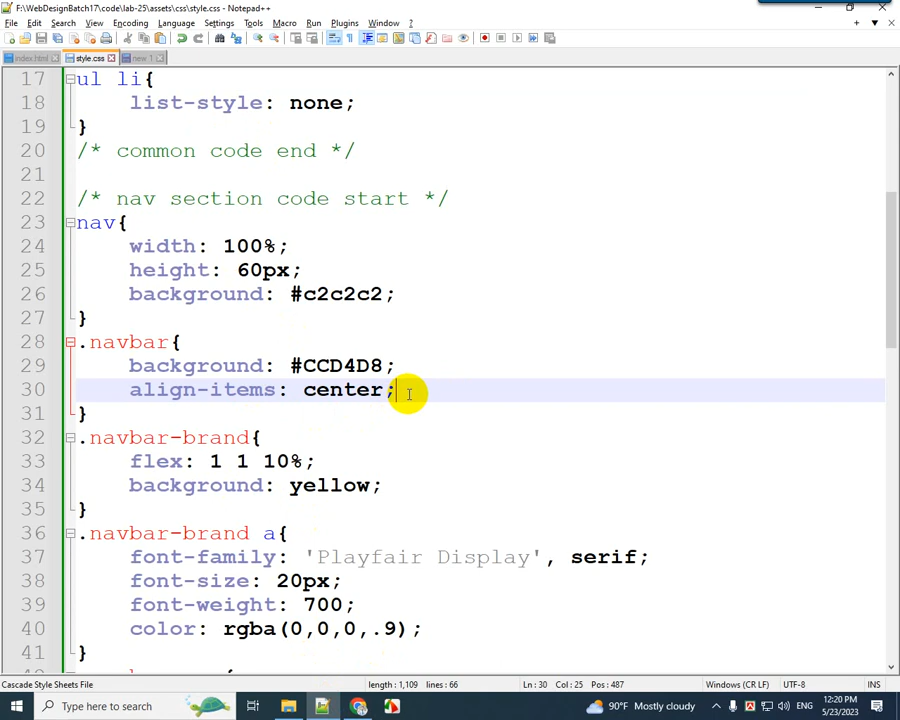 F:\WebDesignBatch17\code\lab-25\assets\css\style.css - Notepad++
File Edit Search View Encoding Language Settings Tools Macro Run Plugins Window ?
index.html style.css new 1
17 ul li{
18 list-style: none;
19 }
20 /* common code end */
21
22 /* nav section code start */
23 nav{
24 width: 100%;
25 height: 60px;
26 background: #c2c2c2;
27 }
28 .navbar{
29 background: #CCD4D8;
30 align-items: center;
31 }
32 .navbar-brand{
33 flex: 1 1 10%;
34 background: yellow;
35 }
36 .navbar-brand a{
37 font-family: 'Playfair Display', serif;
38 font-size: 20px;
39 font-weight: 700;
40 color: rgba(0,0,0,.9);
41 }
Cascade Style Sheets File length : 1,109 lines : 66 Ln : 30 Col : 25 Pos : 487 Windows (CR LF) UTF-8 INS
Type here to search 90°F Mostly cloudy 12:20 PM
5/23/2023